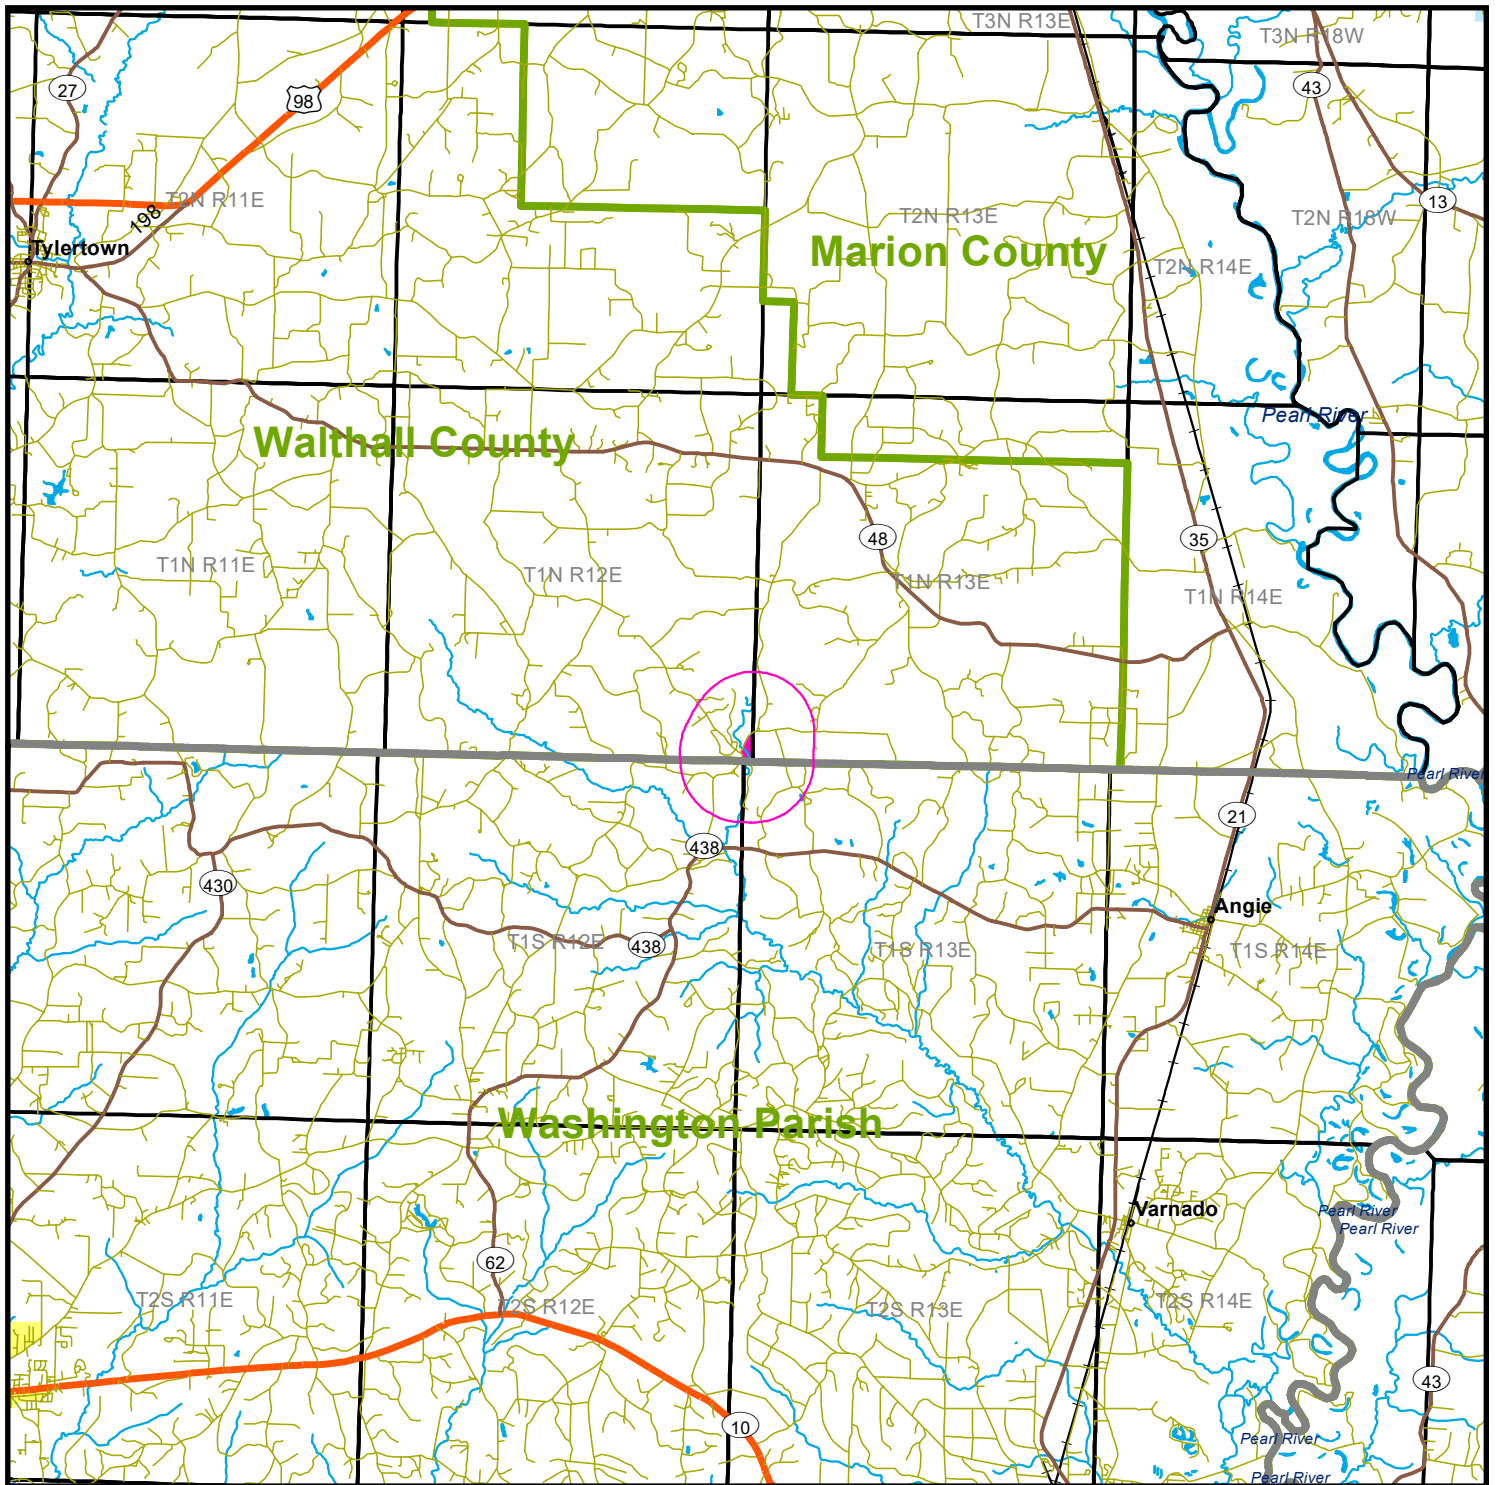 T3N R13E
T3N R18W
27
98
43
T2N R11E
198
13
T2N R13E
T2N R18W
Tylertown
Marion County
T2N R14E
Pearl River
Walthall County
48
35
T1N R11E
T1N R12E
T1N R13E
T1N R14E
Pearl River
21
438
430
Angie
T1S R12E
438
T1S R13E
T1S R14E
Washington Parish
Varnado
Pearl River
Pearl River
62
T2S R11E
T2S R12E
T2S R13E
T2S R14E
43
10
Pearl River
Pearl River